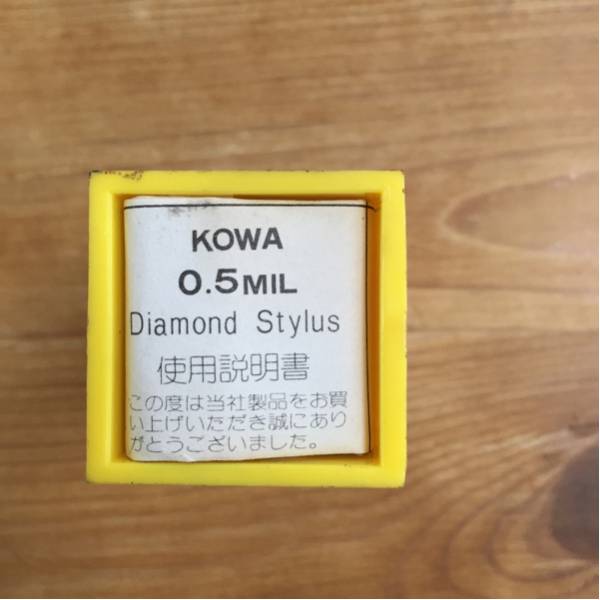 KOWA
0.5MIL
Diamond Stylus
使用説明書
この度は当社製品をお買
い上げいただき誠にあり
がとうございました。